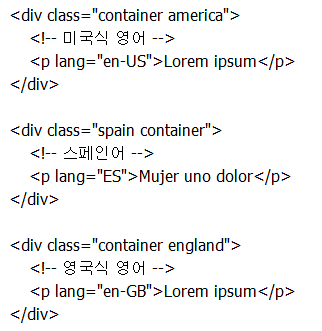 <div class="container america">
    <!-- 미국식 영어 -->
    <p lang="en-US">Lorem ipsum</p>
</div>

<div class="spain container">
    <!-- 스페인어 -->
    <p lang="ES">Mujer uno dolor</p>
</div>

<div class="container england">
    <!-- 영국식 영어 -->
    <p lang="en-GB">Lorem ipsum</p>
</div>